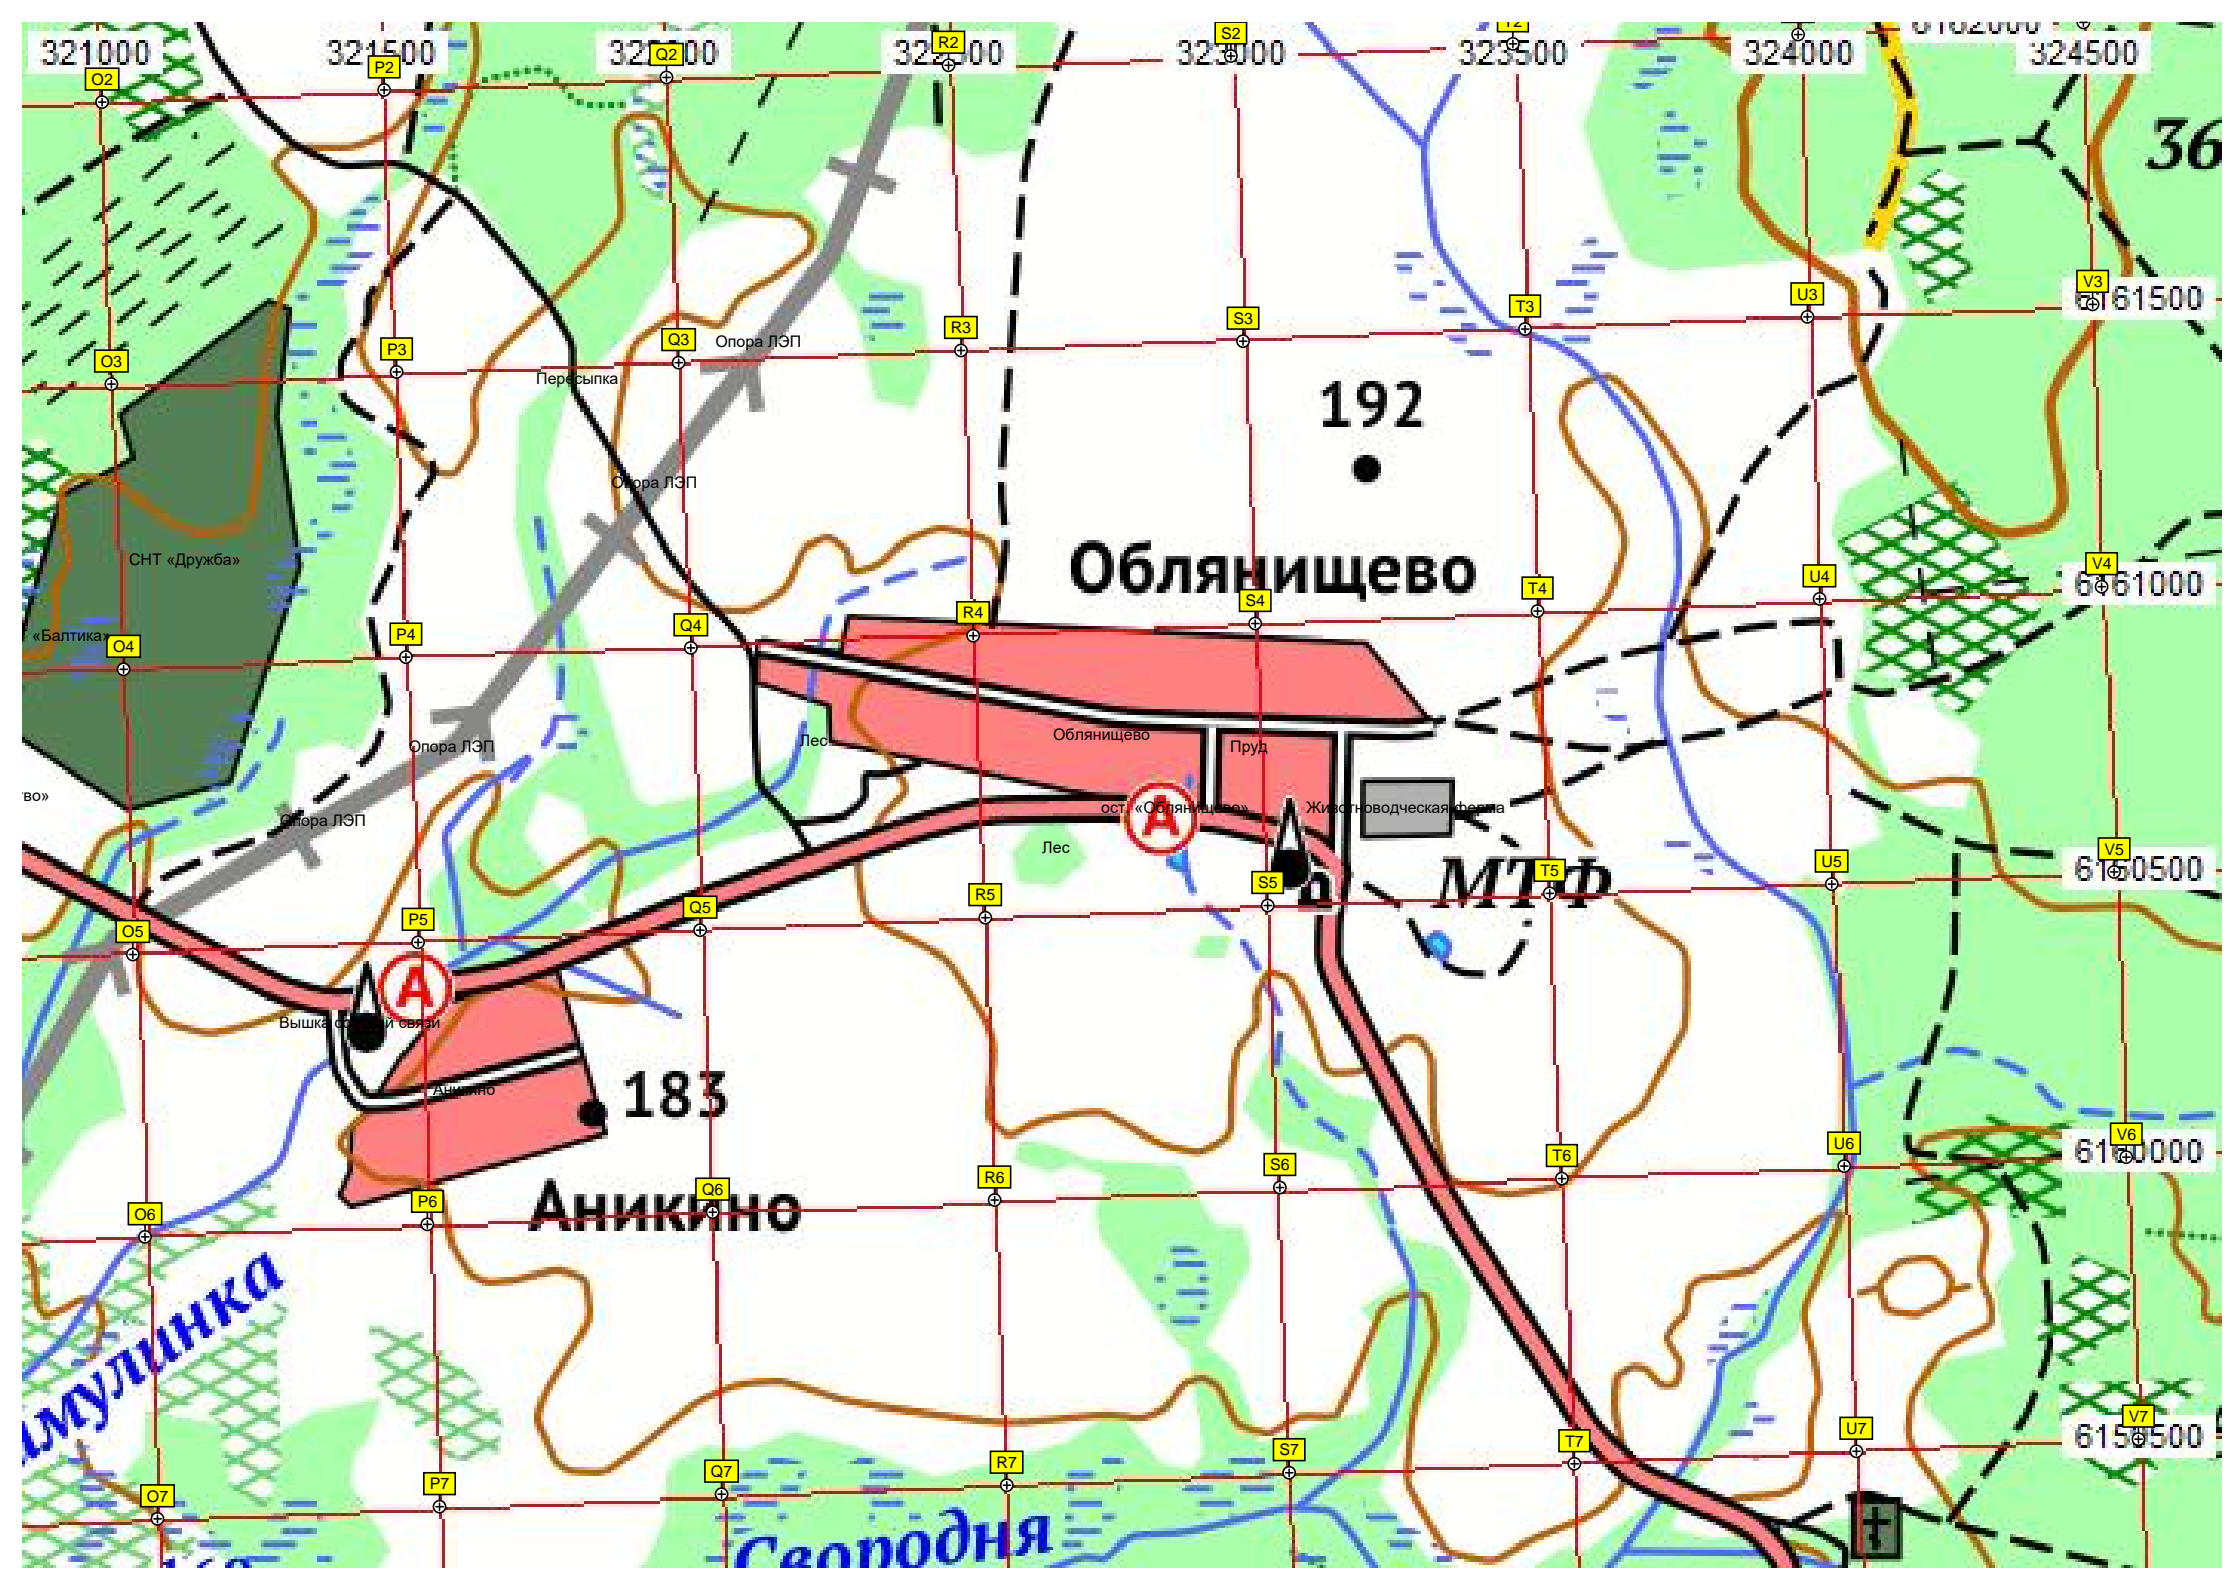 321000
321500
322500
323000
323500
324000
324500
O2
P2
Q2
R2
S2
T2
36
O3
P3
Q3
R3
S3
T3
U3
V3
6161500
Опора ЛЭП
Пересыпка
192
Опора ЛЭП
СНТ «Дружба»
Облянищево
«Балтика»
O4
P4
Q4
R4
S4
T4
U4
V4
6161000
Опора ЛЭП
Лес
Облянищево
Пруд
Опора ЛЭП
ост. «Облянищево»
Животноводческая ферма
А
Лес
МТФ
O5
P5
Q5
R5
S5
T5
U5
V5
6160500
А
Вышка сотовой связи
Аникино
183
Аникино
O6
P6
Q6
R6
S6
T6
U6
V6
6160000
O7
P7
Q7
R7
S7
T7
U7
V7
6159500
Свородня